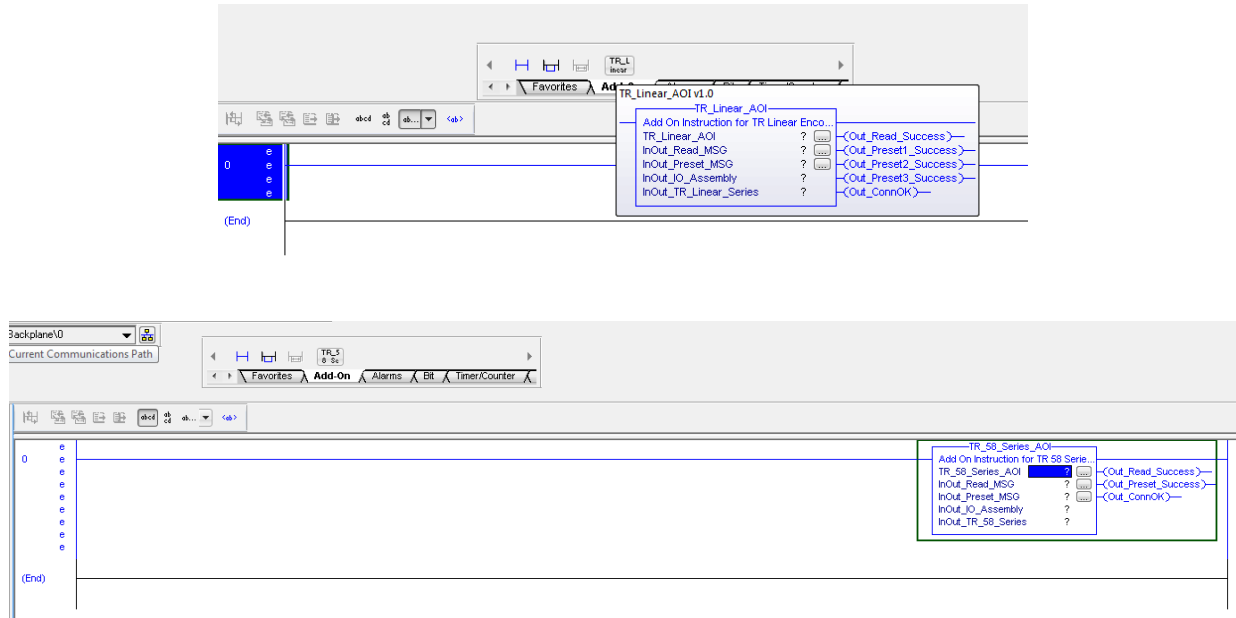 TR_L
inear
Favorites
TR_Linear_AOI v1.0
TR_Linear_AOI
Add On Instruction for TR Linear Enco...
TR_Linear_AOI ? ... Out_Read_Success
InOut_Read_MSG ? ... Out_Preset1_Success
InOut_Preset_MSG ? ... Out_Preset2_Success
InOut_IO_Assembly ? Out_Preset3_Success
InOut_TR_Linear_Series ? Out_ConnOK
abcd ab cd ab... <ab>
e
0 e
e
e
(End)
Backplane\0
Current Communications Path
TR_5
8 Se
Favorites Add-On Alarms Bit Timer/Counter
abcd ab cd ab... <ab>
TR_58_Series_AOI
e
0 e
e
e
e
e
e
e
e
Add On Instruction for TR 58 Serie...
TR_58_Series_AOI ? ... Out_Read_Success
InOut_Read_MSG ? ... Out_Preset_Success
InOut_Preset_MSG ? ... Out_ConnOK
InOut_IO_Assembly ?
InOut_TR_58_Series ?
(End)